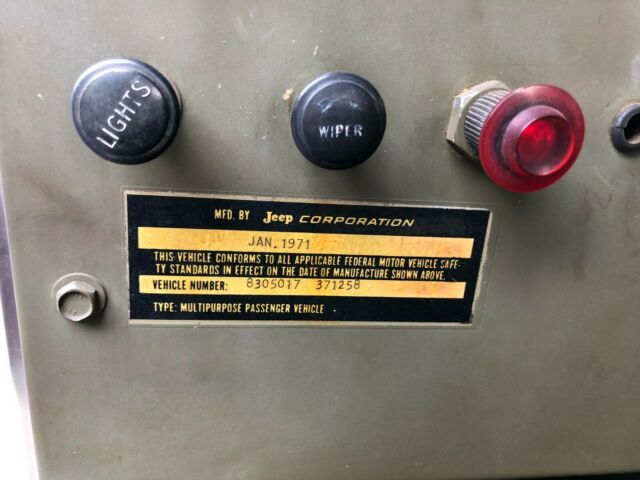 LIGHTS
WIPER
MFD. BY Jeep CORPORATION
JAN. 1971
THIS VEHICLE CONFORMS TO ALL APPLICABLE FEDERAL MOTOR VEHICLE SAFE-
TY STANDARDS IN EFFECT ON THE DATE OF MANUFACTURE SHOWN ABOVE.
VEHICLE NUMBER: 8305017 371258
TYPE: MULTIPURPOSE PASSENGER VEHICLE